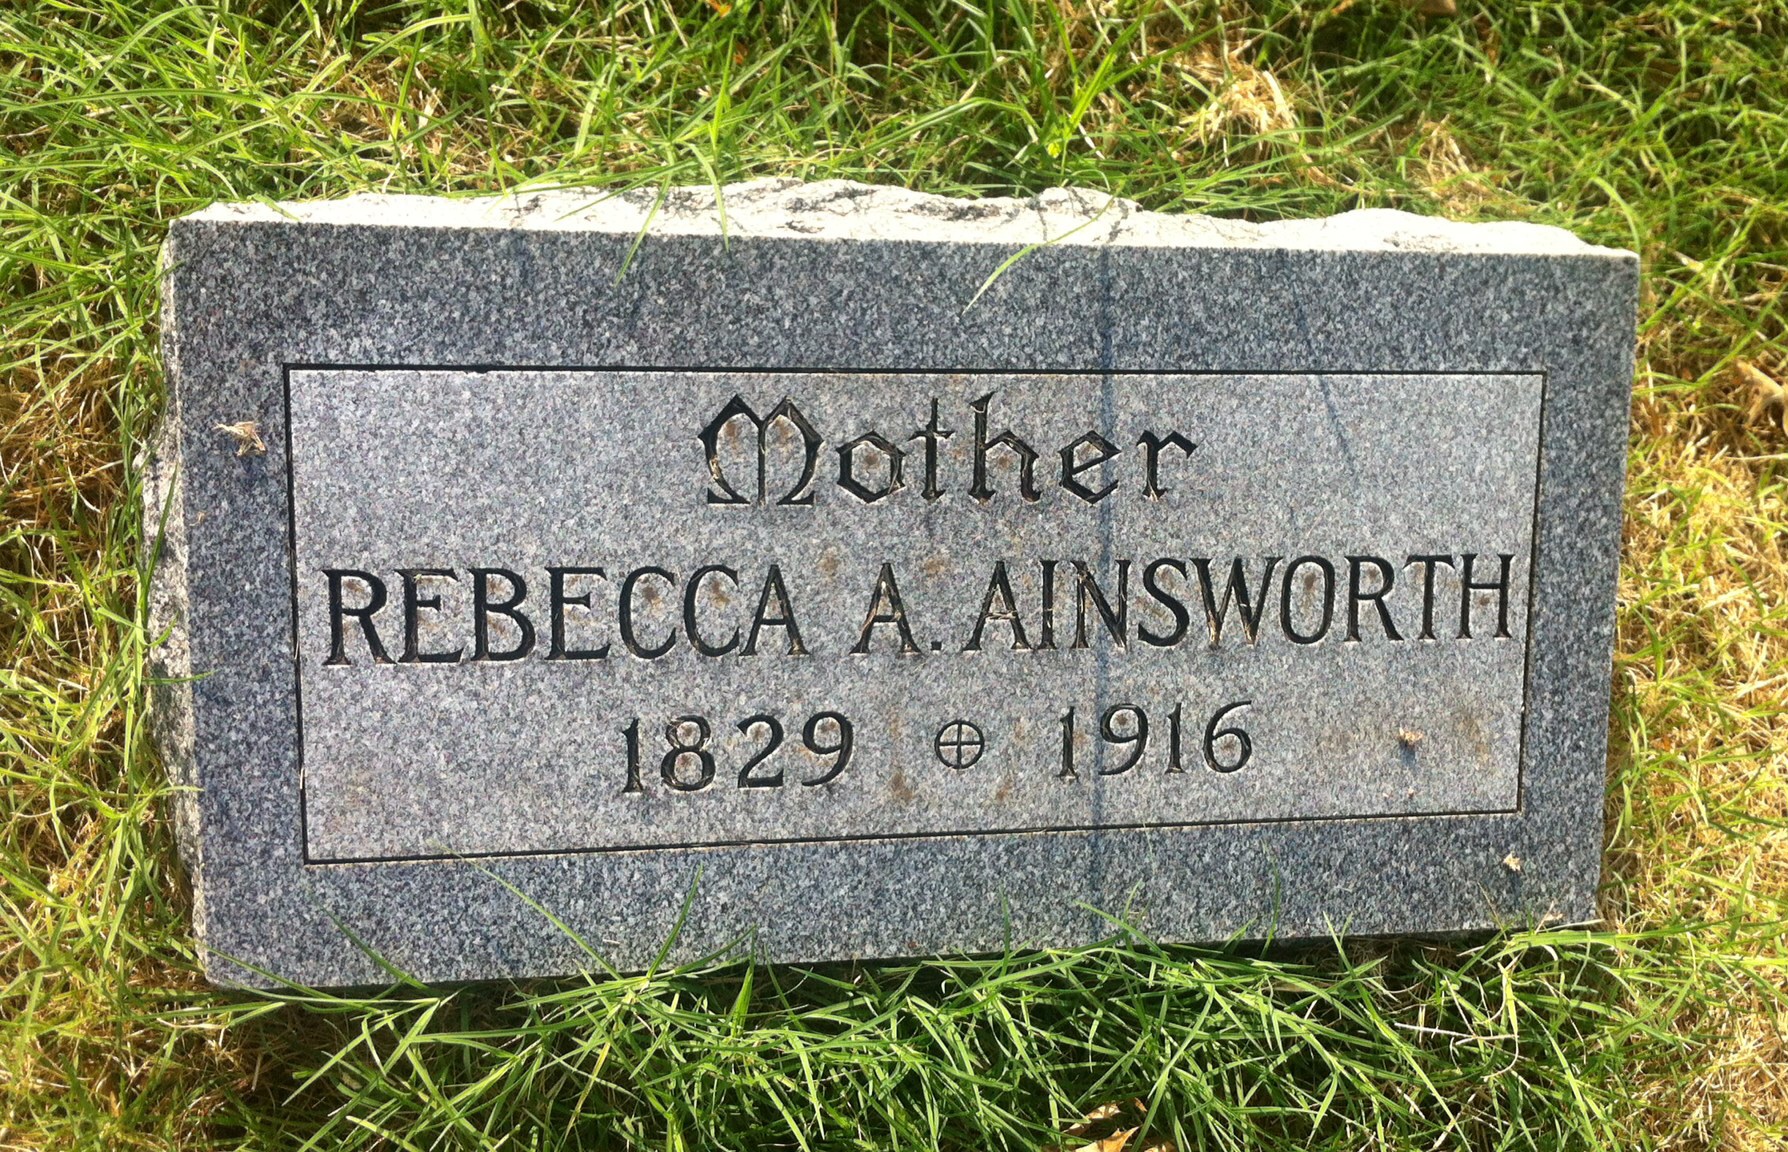 Mother
REBECCA A. AINSWORTH
1829 ⊕ 1916